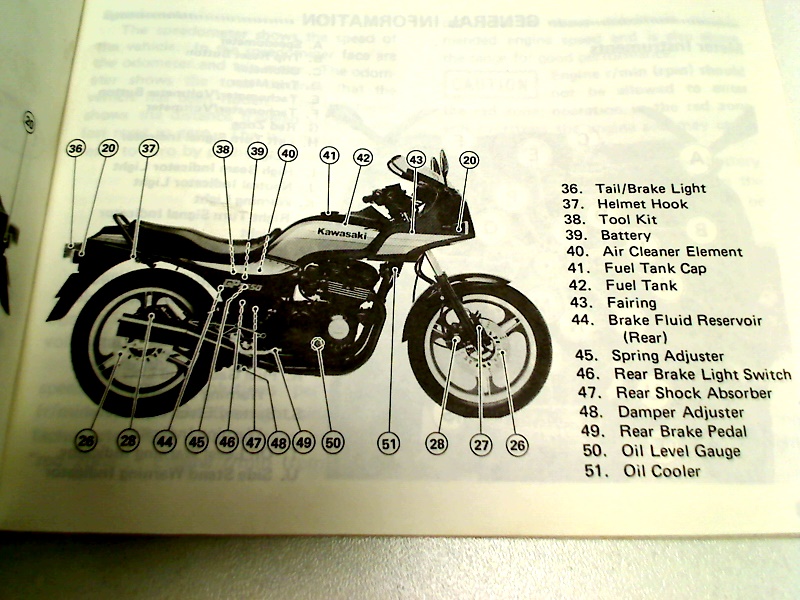 36 20 37 38 39 40 41 42 43 20
Kawasaki
26 28 44 45 46 47 48 49 50 51 28 27 26
36. Tail/Brake Light
37. Helmet Hook
38. Tool Kit
39. Battery
40. Air Cleaner Element
41. Fuel Tank Cap
42. Fuel Tank
43. Fairing
44. Brake Fluid Reservoir
(Rear)
45. Spring Adjuster
46. Rear Brake Light Switch
47. Rear Shock Absorber
48. Damper Adjuster
49. Rear Brake Pedal
50. Oil Level Gauge
51. Oil Cooler